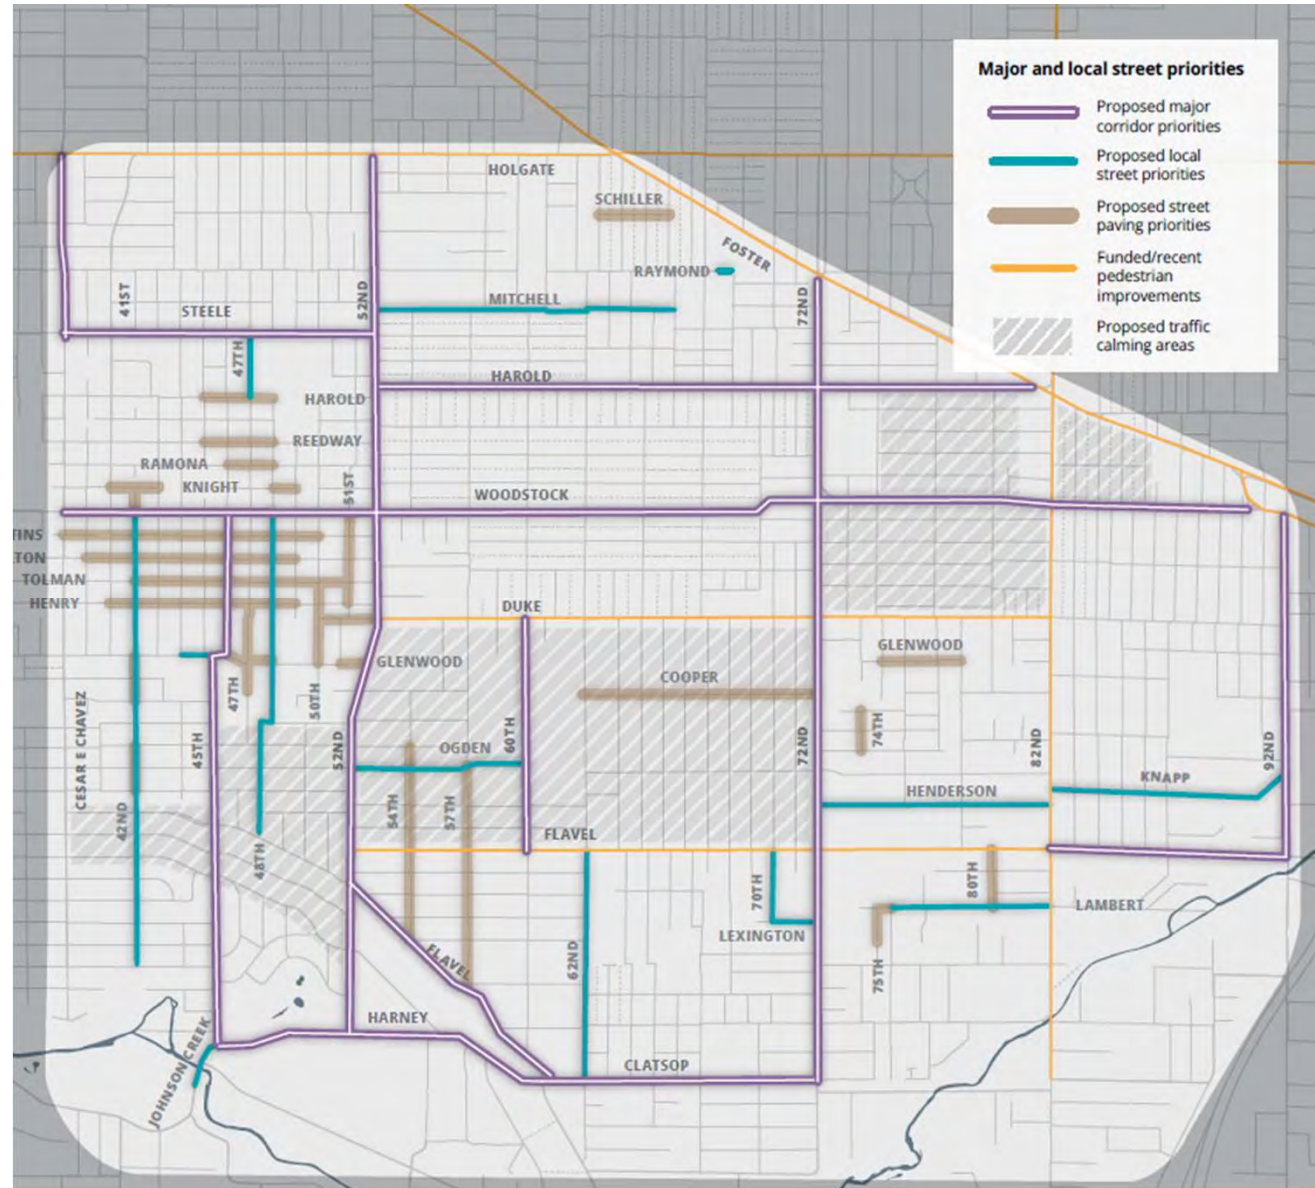 Major and local street priorities
Proposed major
corridor priorities
Proposed local
street priorities
Proposed street
paving priorities
Funded/recent
pedestrian
improvements
Proposed traffic
calming areas
HOLGATE
SCHILLER
FOSTER
RAYMOND
41ST
52ND
MITCHELL
72ND
STEELE
47TH
HAROLD
HAROLD
REEDWAY
RAMONA
KNIGHT
51ST
WOODSTOCK
TINS
TON
TOLMAN
HENRY
DUKE
GLENWOOD
GLENWOOD
COOPER
47TH
50TH
CESAR E CHAVEZ
45TH
52ND
OGDEN
60TH
72ND
74TH
82ND
92ND
KNAPP
HENDERSON
42ND
54TH
57TH
FLAVEL
48TH
70TH
80TH
LAMBERT
LEXINGTON
FLAVEL
62ND
75TH
HARNEY
JOHNSON CREEK
CLATSOP